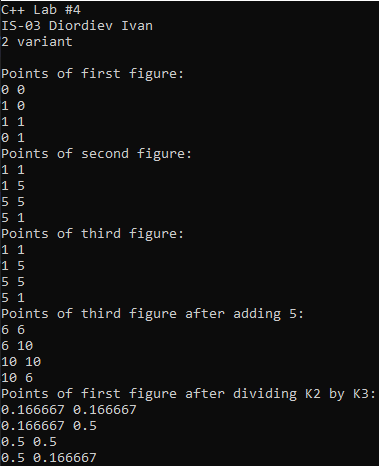 C++ Lab #4
IS-03 Diordiev Ivan
2 variant

Points of first figure:
0 0
1 0
1 1
0 1
Points of second figure:
1 1
1 5
5 5
5 1
Points of third figure:
1 1
1 5
5 5
5 1
Points of third figure after adding 5:
6 6
6 10
10 10
10 6
Points of first figure after dividing K2 by K3:
0.166667 0.166667
0.166667 0.5
0.5 0.5
0.5 0.166667